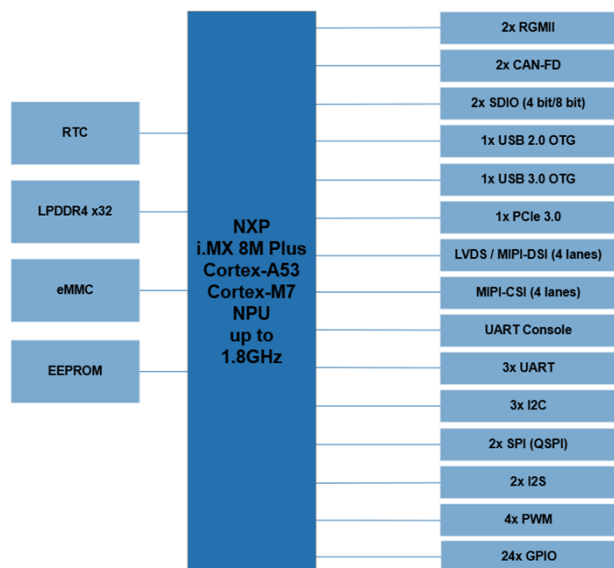 RTC
LPDDR4 x32
eMMC
EEPROM
NXP
i.MX 8M Plus
Cortex-A53
Cortex-M7
NPU
up to
1.8GHz
2x RGMII
2x CAN-FD
2x SDIO (4 bit/8 bit)
1x USB 2.0 OTG
1x USB 3.0 OTG
1x PCIe 3.0
LVDS / MIPI-DSI (4 lanes)
MIPI-CSI (4 lanes)
UART Console
3x UART
3x I2C
2x SPI (QSPI)
2x I2S
4x PWM
24x GPIO